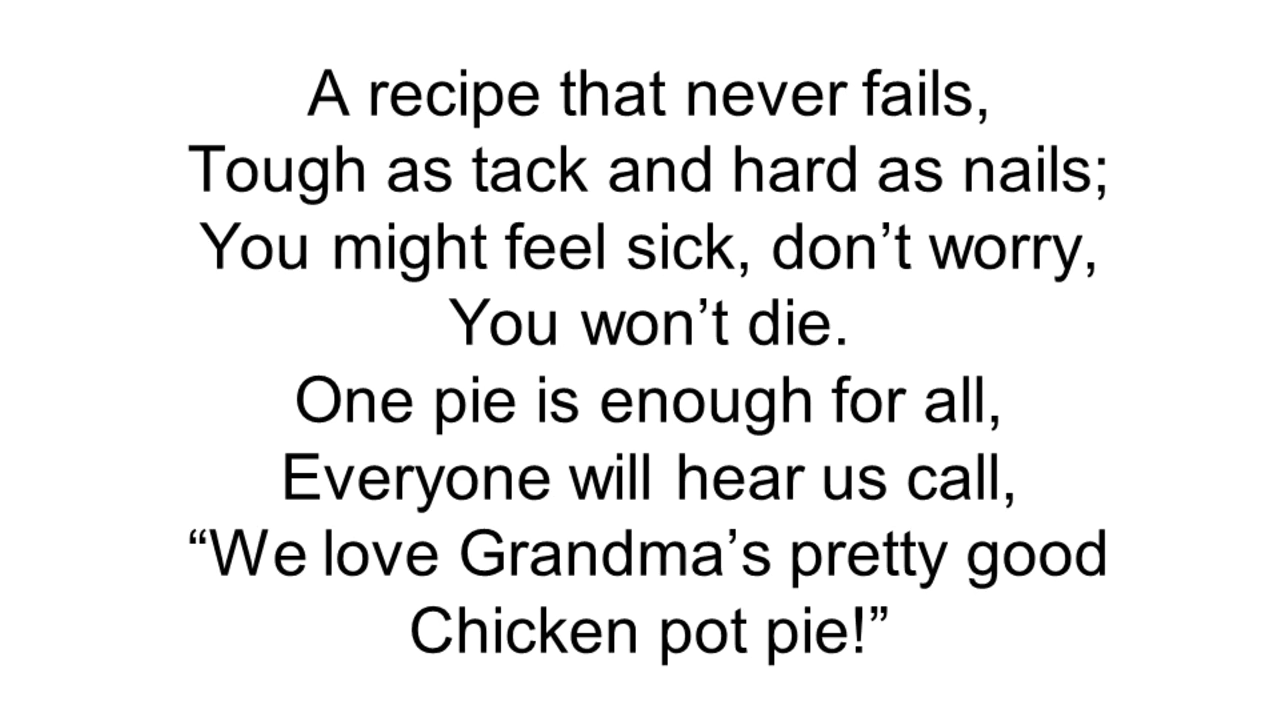 A recipe that never fails,
Tough as tack and hard as nails;
You might feel sick, don’t worry,
You won’t die.
One pie is enough for all,
Everyone will hear us call,
“We love Grandma’s pretty good
Chicken pot pie!”